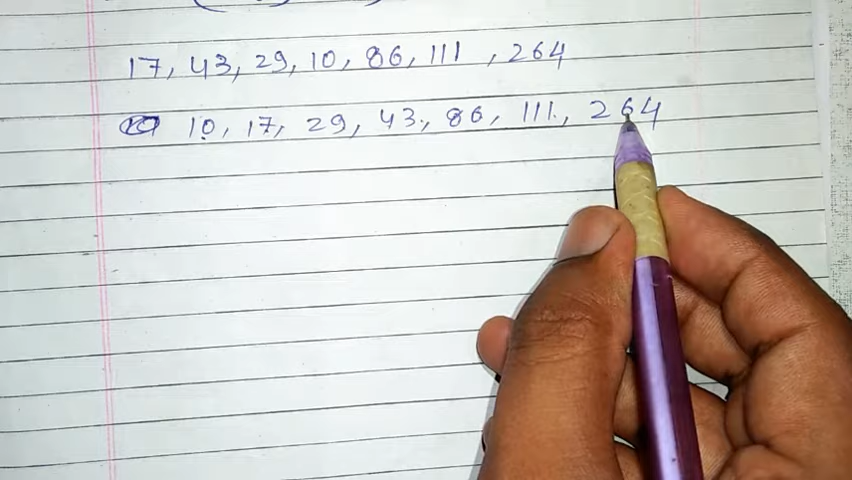 17, 43, 29, 10, 86, 111 , 264
10, 17, 29, 43, 86, 111, 264